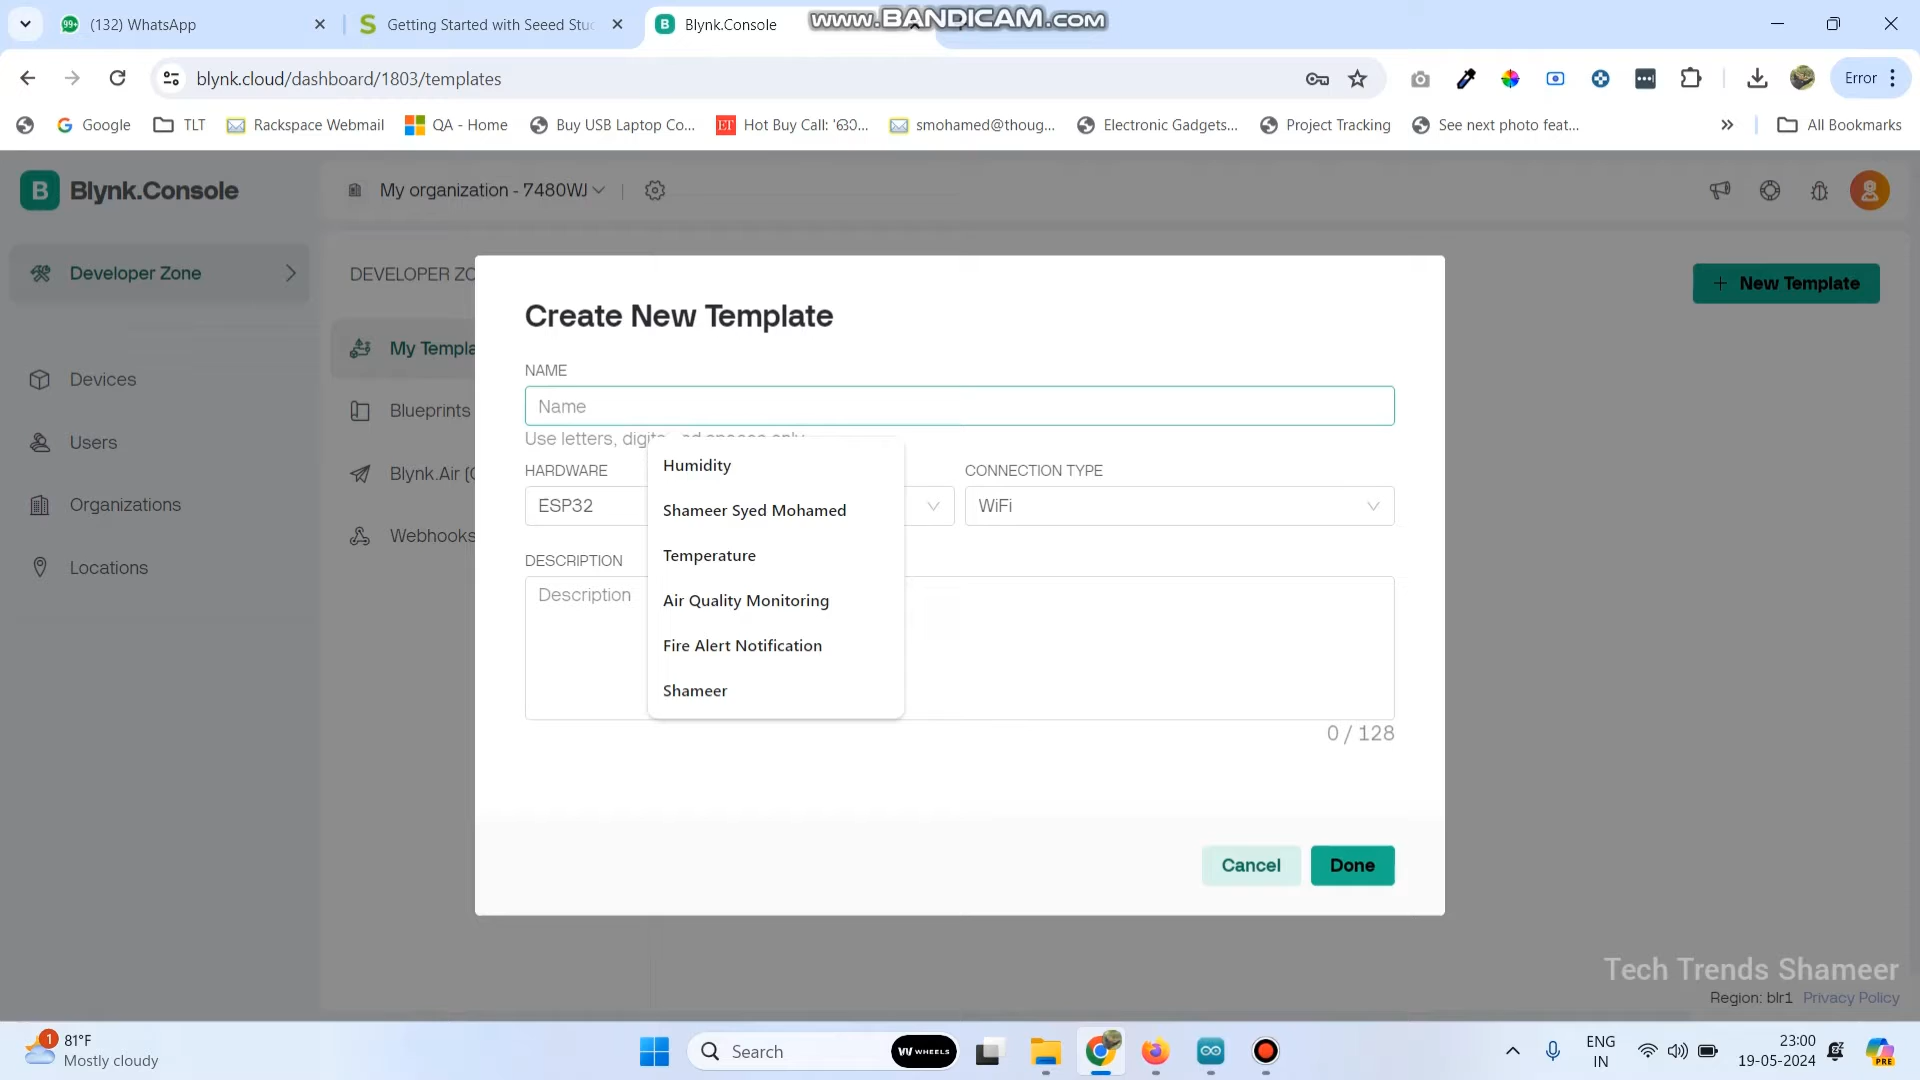 (132) WhatsApp
Getting Started with Seeed Stu
Blynk.Console
www.BANDICAM.com
blynk.cloud/dashboard/1803/templates
Error
Google
TLT
Rackspace Webmail
QA - Home
Buy USB Laptop Co...
Hot Buy Call:
smohamed@thoug...
Electronic Gadgets...
Project Tracking
See next photo feat...
All Bookmarks
B Blynk.Console
My organization - 7480WJ
Developer Zone
DEVELOPER ZO
+ New Template
My Templa
Devices
Blueprints
Users
Blynk.Air (
Organizations
Webhooks
Locations
Create New Template
NAME
Name
Use letters, digits
HARDWARE
CONNECTION TYPE
ESP32
WiFi
DESCRIPTION
Description
Humidity
Shameer Syed Mohamed
Temperature
Air Quality Monitoring
Fire Alert Notification
Shameer
0 / 128
Cancel
Done
Tech Trends Shameer
Region: blr1 Privacy Policy
1
81°F
Mostly cloudy
Search
WHEELS
ENG
IN
23:00
19-05-2024
PRE